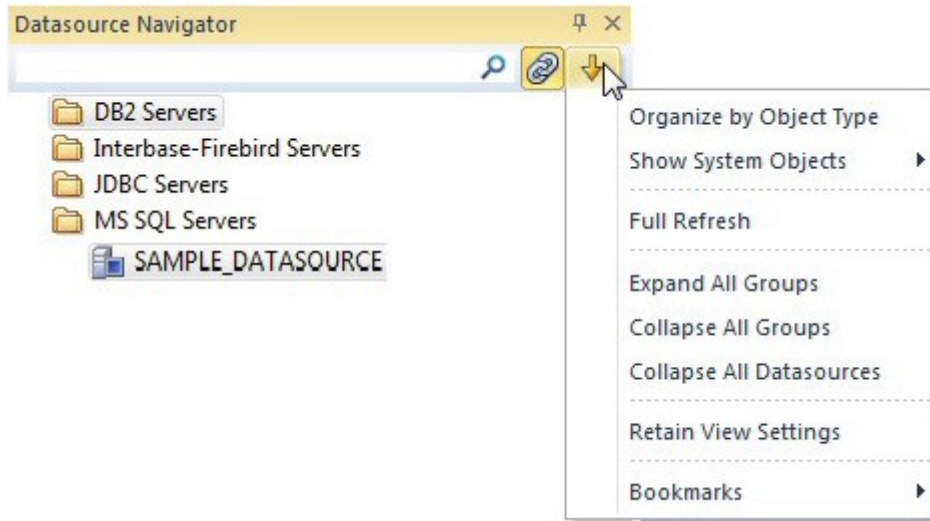 Datasource Navigator
DB2 Servers
Interbase-Firebird Servers
JDBC Servers
MS SQL Servers
SAMPLE_DATASOURCE
Organize by Object Type
Show System Objects
Full Refresh
Expand All Groups
Collapse All Groups
Collapse All Datasources
Retain View Settings
Bookmarks